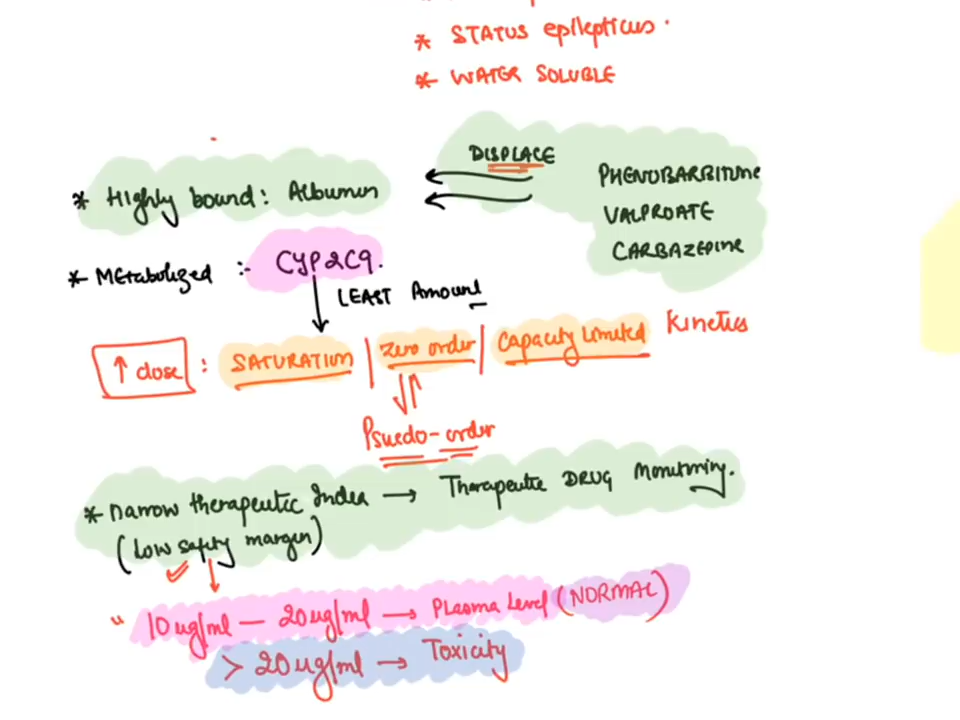 * STATUS epilepticus.
* WATER SOLUBLE
DISPLACE
* Highly bound: Albumin
PHENOBARBITONE
VALPROATE
CARBAZEPINE
* Metabolized :- CYP2C9.
LEAST Amount
↑ dose : SATURATION | Zero order | Capacity Limited Kinetics
Psuedo-order
* Narrow therapeutic Index → Therapeutic DRUG Monitoring.
(Low safety margin)
" 10 ug/ml — 20 ug/ml → Plasma Level (NORMAL)
> 20 ug/ml → Toxicity